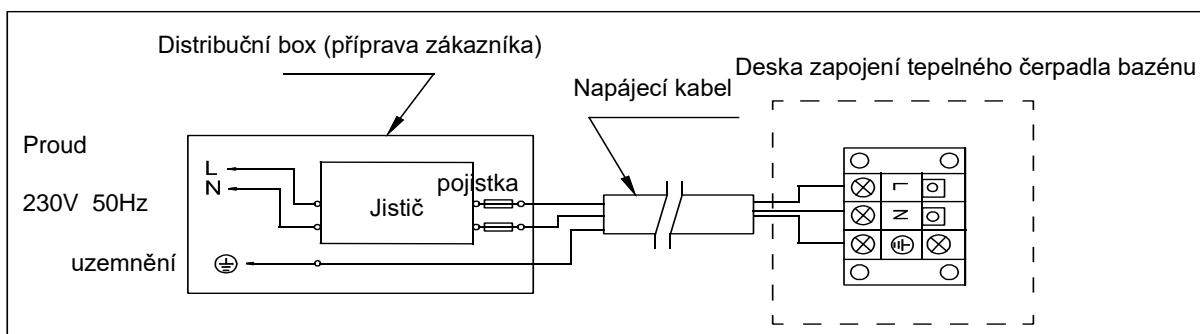 Distribuční box (příprava zákazníka)
Deska zapojení tepelného čerpadla bazénu
Napájecí kabel
Proud
L
N
230V 50Hz
Jistič
pojistka
uzemnění
L
N